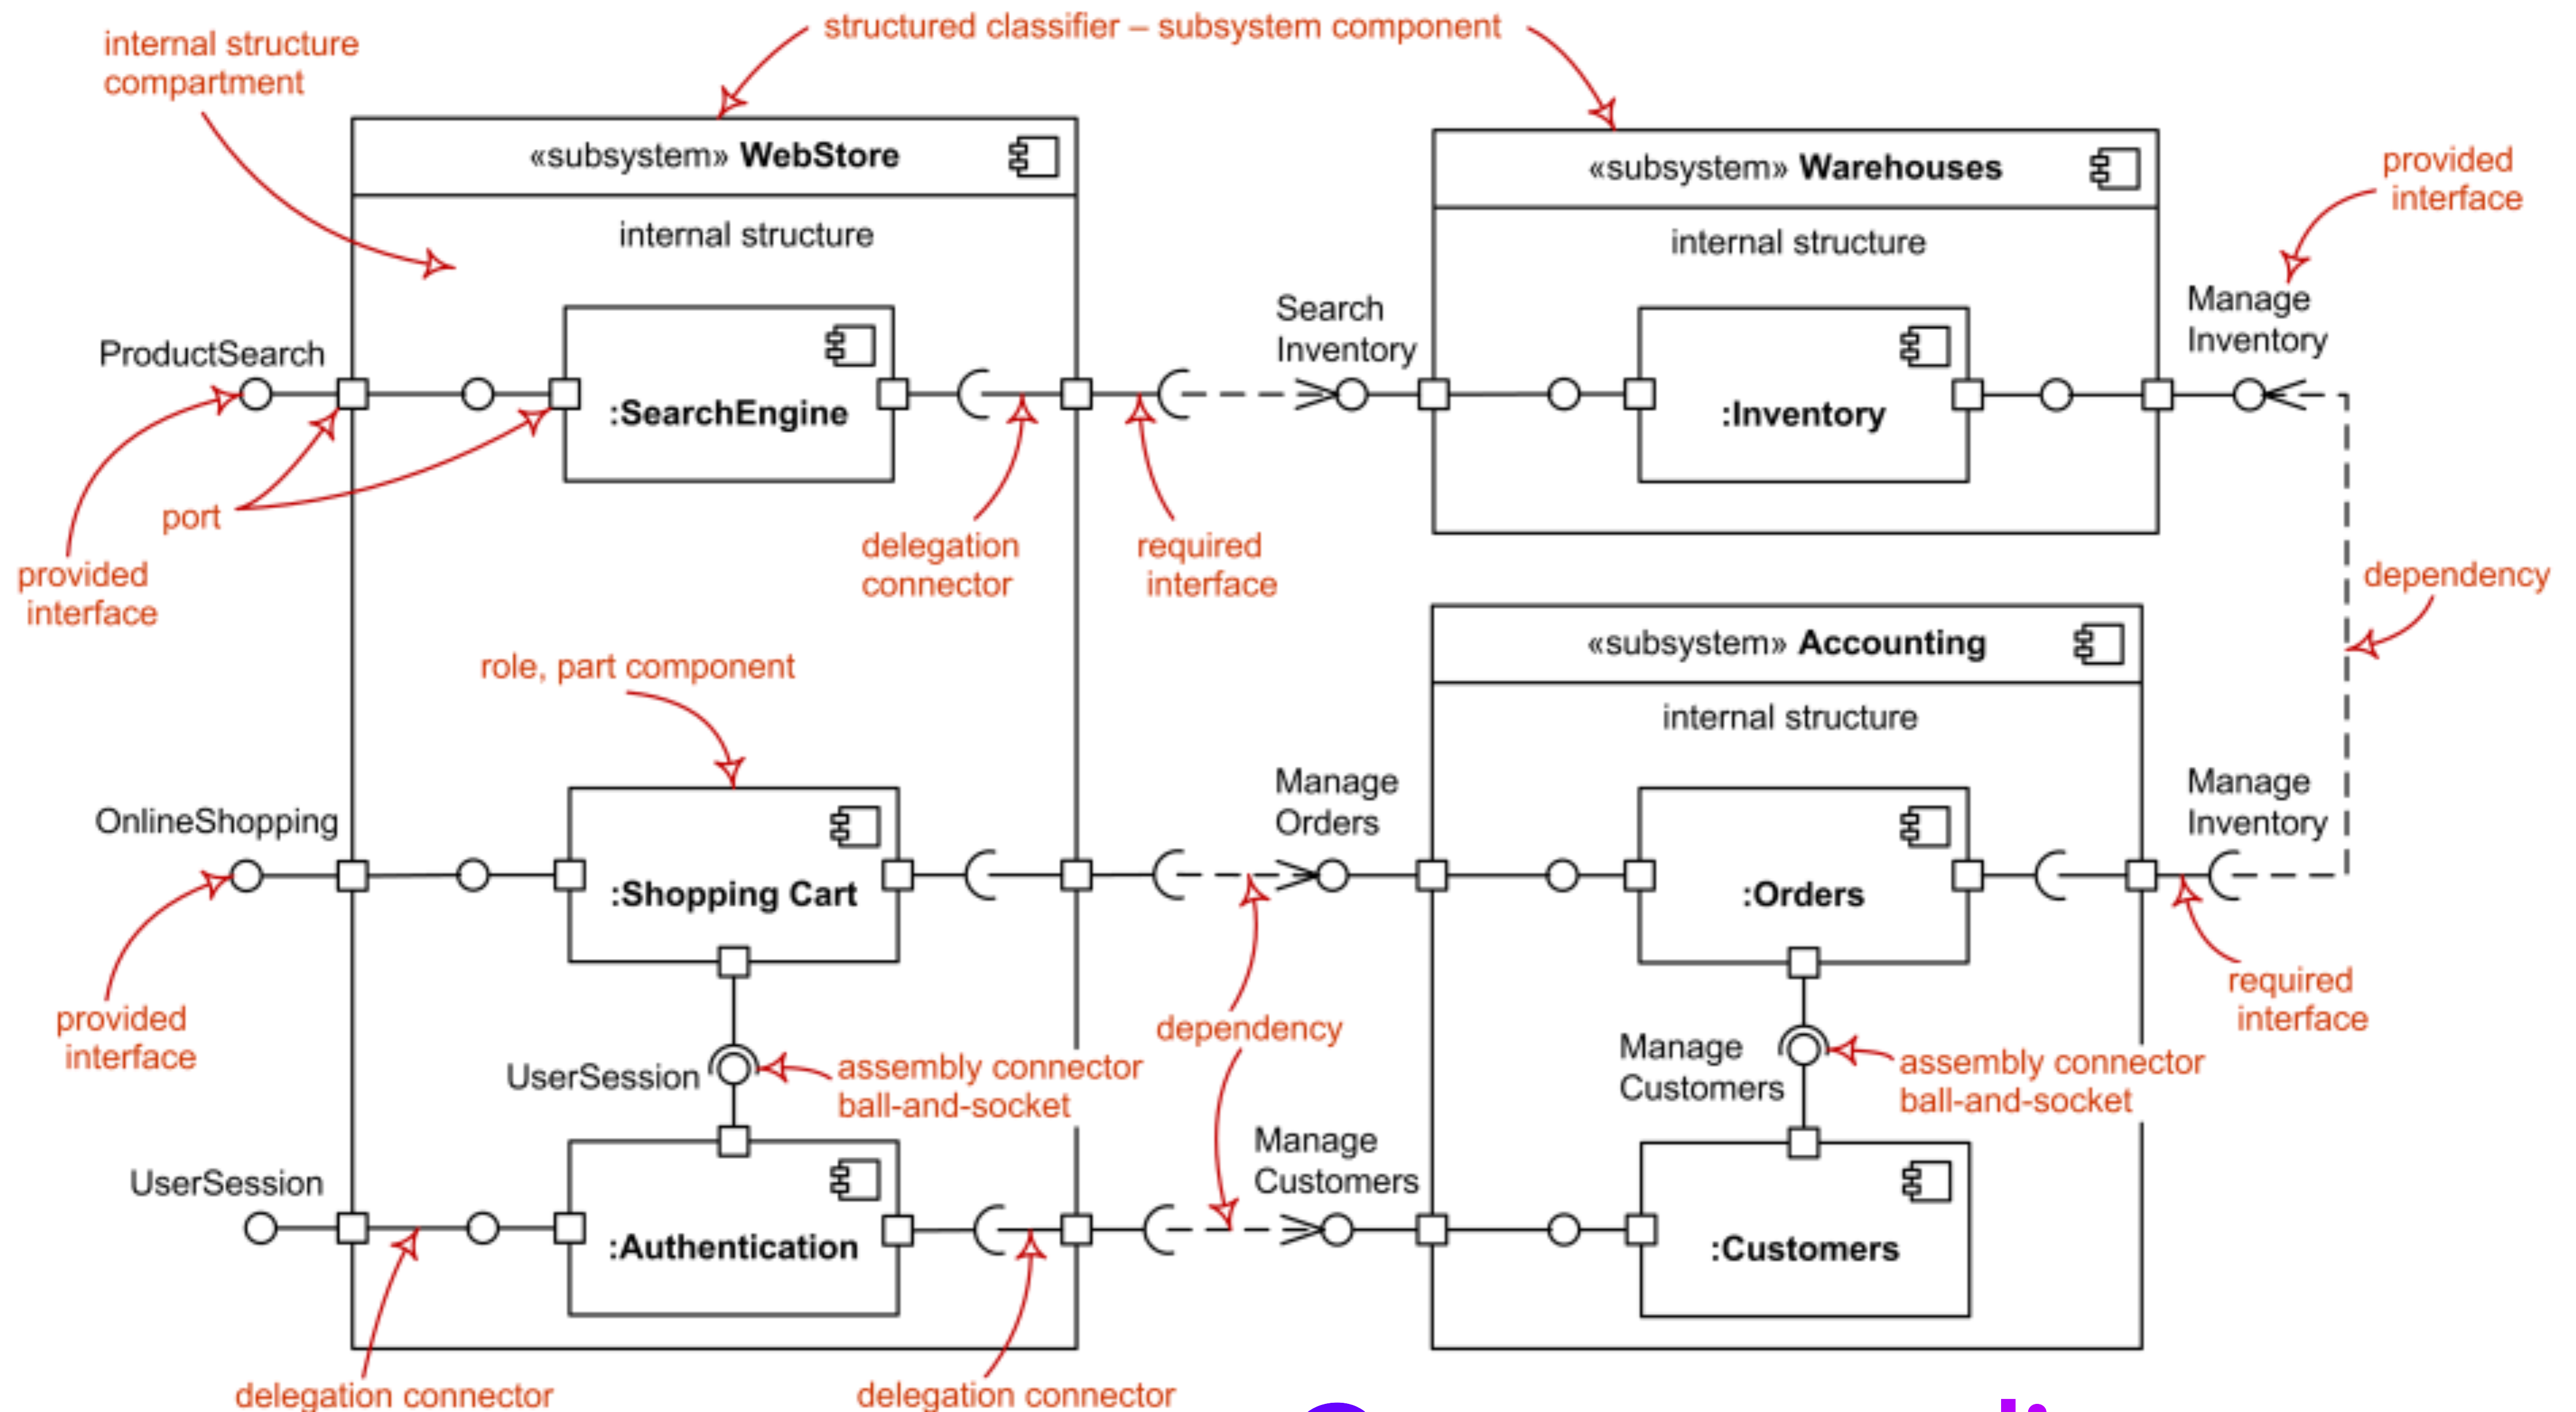 structured classifier – subsystem component
internal structure
compartment
«subsystem» WebStore
internal structure
«subsystem» Warehouses
internal structure
provided
interface
Manage
Inventory
Search
Inventory
ProductSearch
:SearchEngine
:Inventory
port
provided
interface
delegation
connector
required
interface
dependency
«subsystem» Accounting
internal structure
role, part component
OnlineShopping
:Shopping Cart
Manage
Orders
:Orders
Manage
Inventory
provided
interface
dependency
required
interface
UserSession
assembly connector
ball-and-socket
Manage
Customers
assembly connector
ball-and-socket
UserSession
:Authentication
Manage
Customers
:Customers
delegation connector
delegation connector